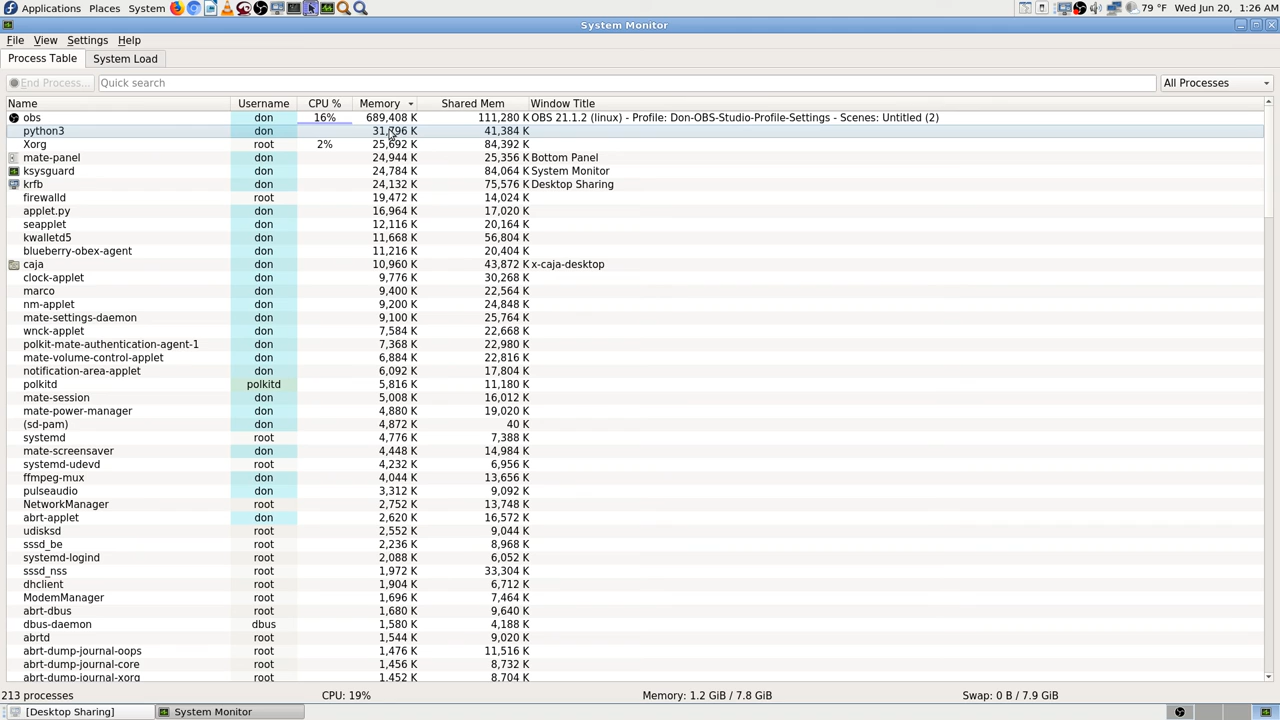 Applications Places System 79 °F Wed Jun 20, 1:26 AM
System Monitor
File View Settings Help
Process Table System Load
End Process... Quick search All Processes
Name Username CPU % Memory Shared Mem Window Title
obs don 16% 689,408 K 111,280 K OBS 21.1.2 (linux) - Profile: Don-OBS-Studio-Profile-Settings - Scenes: Untitled (2)
python3 don 31,796 K 41,384 K
Xorg root 2% 25,692 K 84,392 K
mate-panel don 24,944 K 25,356 K Bottom Panel
ksysguard don 24,784 K 84,064 K System Monitor
krfb don 24,132 K 75,576 K Desktop Sharing
firewalld root 19,472 K 14,024 K
applet.py don 16,964 K 17,020 K
seapplet don 12,116 K 20,164 K
kwalletd5 don 11,668 K 56,804 K
blueberry-obex-agent don 11,216 K 20,404 K
caja don 10,960 K 43,872 K x-caja-desktop
clock-applet don 9,776 K 30,268 K
marco don 9,400 K 22,564 K
nm-applet don 9,200 K 24,848 K
mate-settings-daemon don 9,100 K 25,764 K
wnck-applet don 7,584 K 22,668 K
polkit-mate-authentication-agent-1 don 7,368 K 22,980 K
mate-volume-control-applet don 6,884 K 22,816 K
notification-area-applet don 6,092 K 17,804 K
polkitd polkitd 5,816 K 11,180 K
mate-session don 5,008 K 16,012 K
mate-power-manager don 4,880 K 19,020 K
(sd-pam) don 4,872 K 40 K
systemd root 4,776 K 7,388 K
mate-screensaver don 4,448 K 14,984 K
systemd-udevd root 4,232 K 6,956 K
ffmpeg-mux don 4,044 K 13,656 K
pulseaudio don 3,312 K 9,092 K
NetworkManager root 2,752 K 13,748 K
abrt-applet don 2,620 K 16,572 K
udisksd root 2,552 K 9,044 K
sssd_be root 2,236 K 8,968 K
systemd-logind root 2,088 K 6,052 K
sssd_nss root 1,972 K 33,304 K
dhclient root 1,904 K 6,712 K
ModemManager root 1,696 K 7,464 K
abrt-dbus root 1,680 K 9,640 K
dbus-daemon dbus 1,580 K 4,188 K
abrtd root 1,544 K 9,020 K
abrt-dump-journal-oops root 1,476 K 11,516 K
abrt-dump-journal-core root 1,456 K 8,732 K
abrt-dump-journal-xorg root 1,452 K 8,704 K
213 processes CPU: 19% Memory: 1.2 GiB / 7.8 GiB Swap: 0 B / 7.9 GiB
[Desktop Sharing] System Monitor